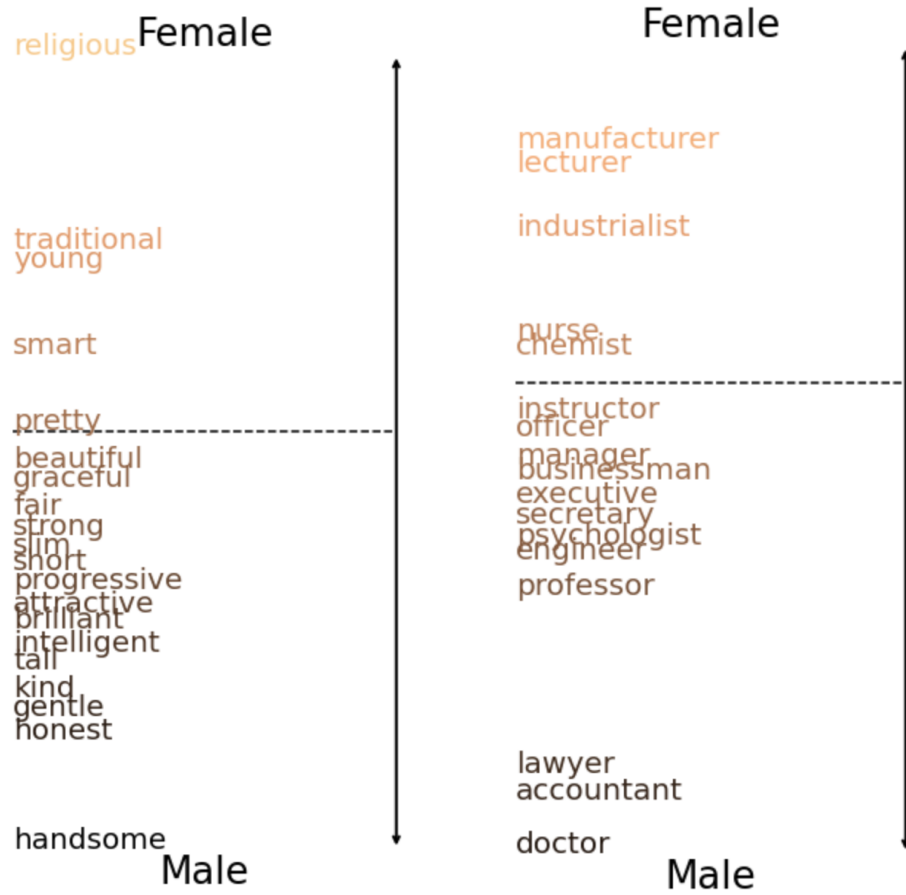 Female
religious
traditional
young
smart
pretty
beautiful
graceful
fair
strong
slim
short
progressive
attractive
brilliant
intelligent
tall
kind
gentle
honest
handsome
Male
Female
manufacturer
lecturer
industrialist
nurse
chemist
instructor
officer
manager
businessman
executive
secretary
psychologist
engineer
professor
lawyer
accountant
doctor
Male